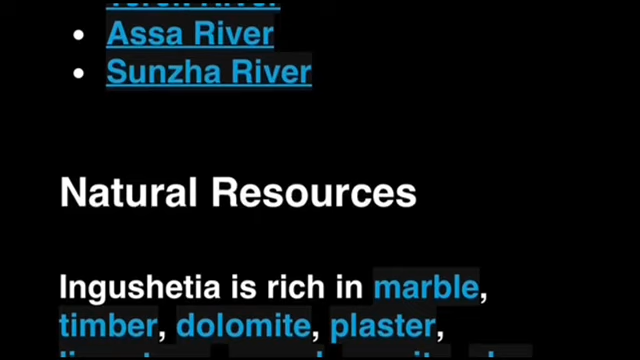 Assa River
Sunzha River
Natural Resources
Ingushetia is rich in marble,
timber, dolomite, plaster,